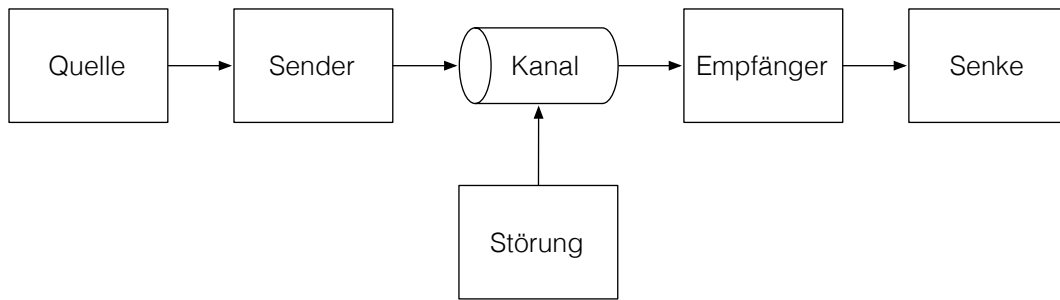 Quelle
Sender
Kanal
Empfänger
Senke
Störung